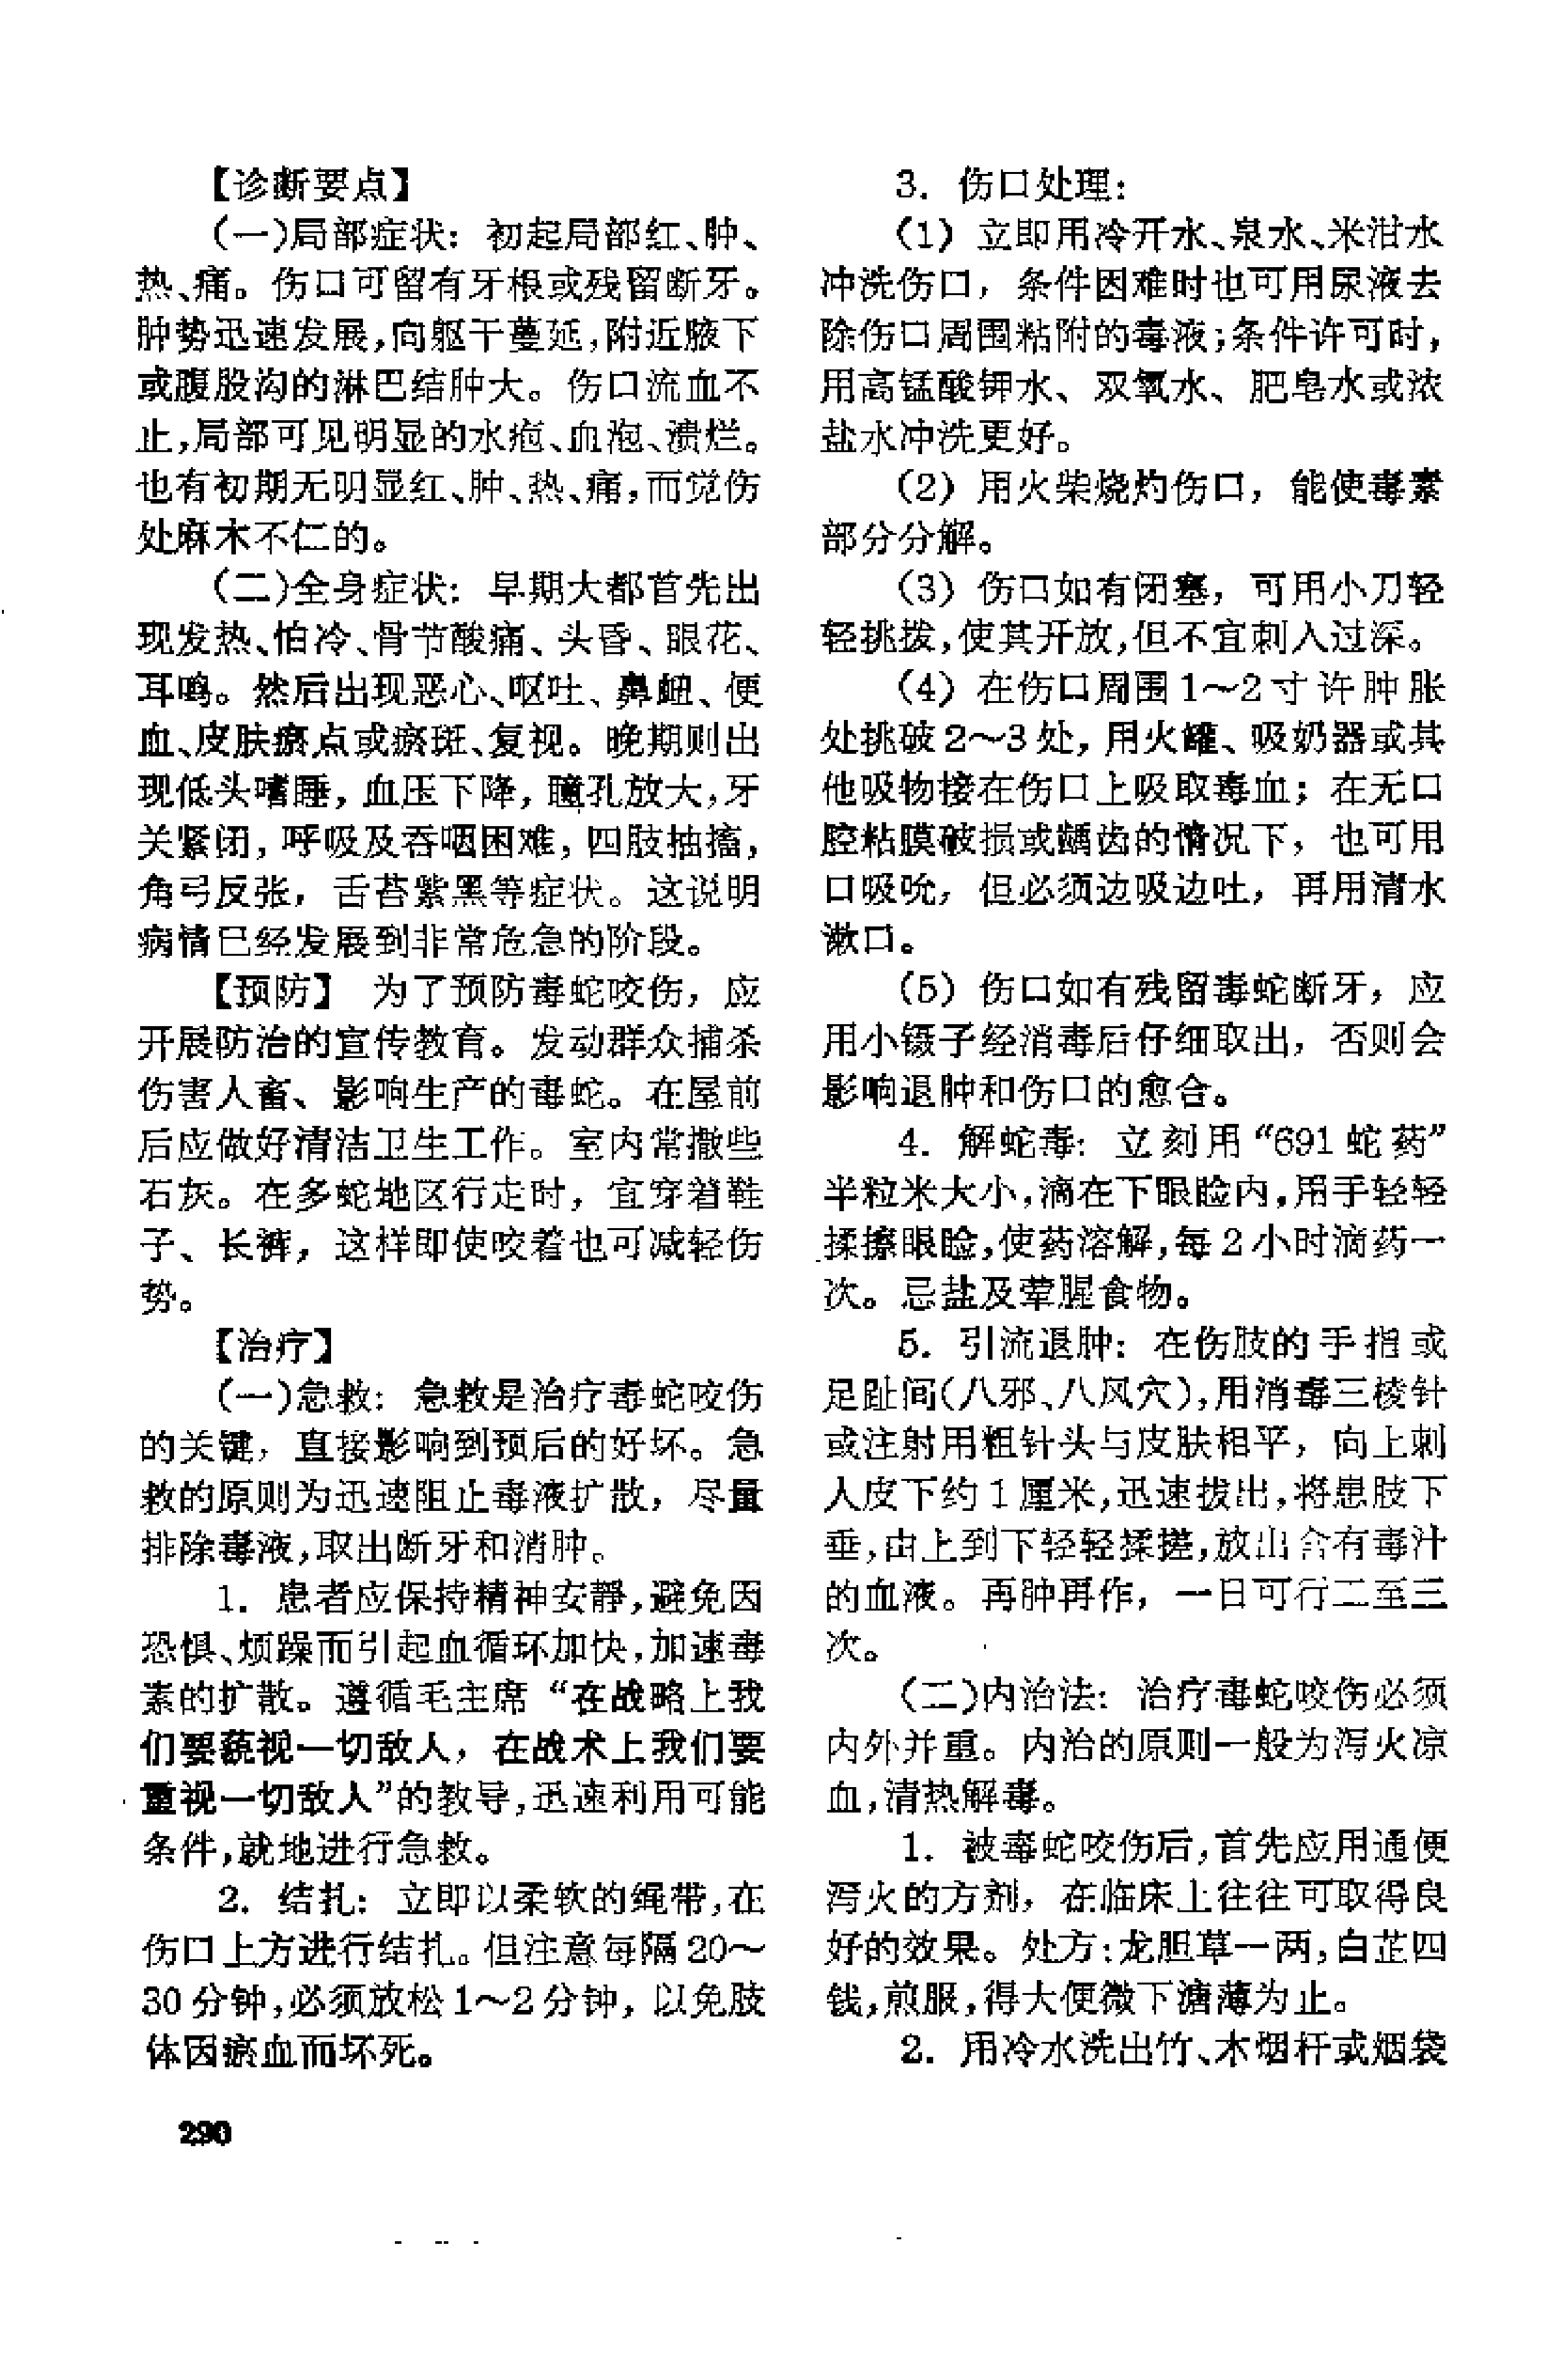 【诊断要点】
(一)局部症状：初起局部红、肿、
热、痛。伤口可留有牙根或残留断牙。
肿势迅速发展,向躯干蔓延,附近腋下
或腹股沟的淋巴结肿大。伤口流血不
止,局部可见明显的水疱、血泡、溃烂。
也有初期无明显红、肿、热、痛,而觉伤
处麻木不仁的。
(二)全身症状：早期大都首先出
现发热、怕冷、骨节酸痛、头昏、眼花、
耳鸣。然后出现恶心、呕吐、鼻衄、便
血、皮肤瘀点或瘀斑、复视。晚期则出
现低头嗜睡，血压下降，瞳孔放大,牙
关紧闭，呼吸及吞咽困难，四肢抽搐，
角弓反张，舌苔紫黑等症状。这说明
病情已经发展到非常危急的阶段。
【预防】 为了预防毒蛇咬伤，应
开展防治的宣传教育。发动群众捕杀
伤害人畜、影响生产的毒蛇。在屋前
后应做好清洁卫生工作。室内常撒些
石灰。在多蛇地区行走时，宜穿着鞋
子、长裤，这样即使咬着也可减轻伤
势。
【治疗】
(一)急救：急救是治疗毒蛇咬伤
的关键，直接影响到预后的好坏。急
救的原则为迅速阻止毒液扩散，尽量
排除毒液,取出断牙和消肿。
1. 患者应保持精神安静,避免因
恐惧、烦躁而引起血循环加快,加速毒
素的扩散。遵循毛主席“在战略上我
们要藐视一切敌人，在战术上我们要
重视一切敌人”的教导,迅速利用可能
条件,就地进行急救。
2. 结扎：立即以柔软的绳带,在
伤口上方进行结扎。但注意每隔20～
30分钟,必须放松1～2分钟，以免肢
体因瘀血而坏死。
290
3. 伤口处理：
(1) 立即用冷开水、泉水、米泔水
冲洗伤口，条件困难时也可用尿液去
除伤口周围粘附的毒液;条件许可时，
用高锰酸钾水、双氧水、肥皂水或浓
盐水冲洗更好。
(2) 用火柴烧灼伤口，能使毒素
部分分解。
(3) 伤口如有闭塞，可用小刀轻
轻挑拨,使其开放,但不宜刺入过深。
(4) 在伤口周围1～2寸许肿胀
处挑破2～3处，用火罐、吸奶器或其
他吸物接在伤口上吸取毒血；在无口
腔粘膜破损或龋齿的情况下，也可用
口吸吮，但必须边吸边吐，再用清水
漱口。
(5) 伤口如有残留毒蛇断牙，应
用小镊子经消毒后仔细取出，否则会
影响退肿和伤口的愈合。
4. 解蛇毒：立刻用“691蛇药”
半粒米大小,滴在下眼睑内,用手轻轻
揉擦眼睑,使药溶解,每2小时滴药一
次。忌盐及荤腥食物。
5. 引流退肿：在伤肢的手指或
足趾间(八邪、八风穴),用消毒三棱针
或注射用粗针头与皮肤相平，向上刺
入皮下约1厘米,迅速拔出,将患肢下
垂,由上到下轻轻揉搓,放出含有毒汁
的血液。再肿再作，一日可行二至三
次。
(二)内治法：治疗毒蛇咬伤必须
内外并重。内治的原则一般为泻火凉
血,清热解毒。
1. 被毒蛇咬伤后,首先应用通便
泻火的方剂，在临床上往往可取得良
好的效果。处方:龙胆草一两,白芷四
钱,煎服,得大便微下溏薄为止。
2. 用冷水洗出竹、木烟杆或烟袋